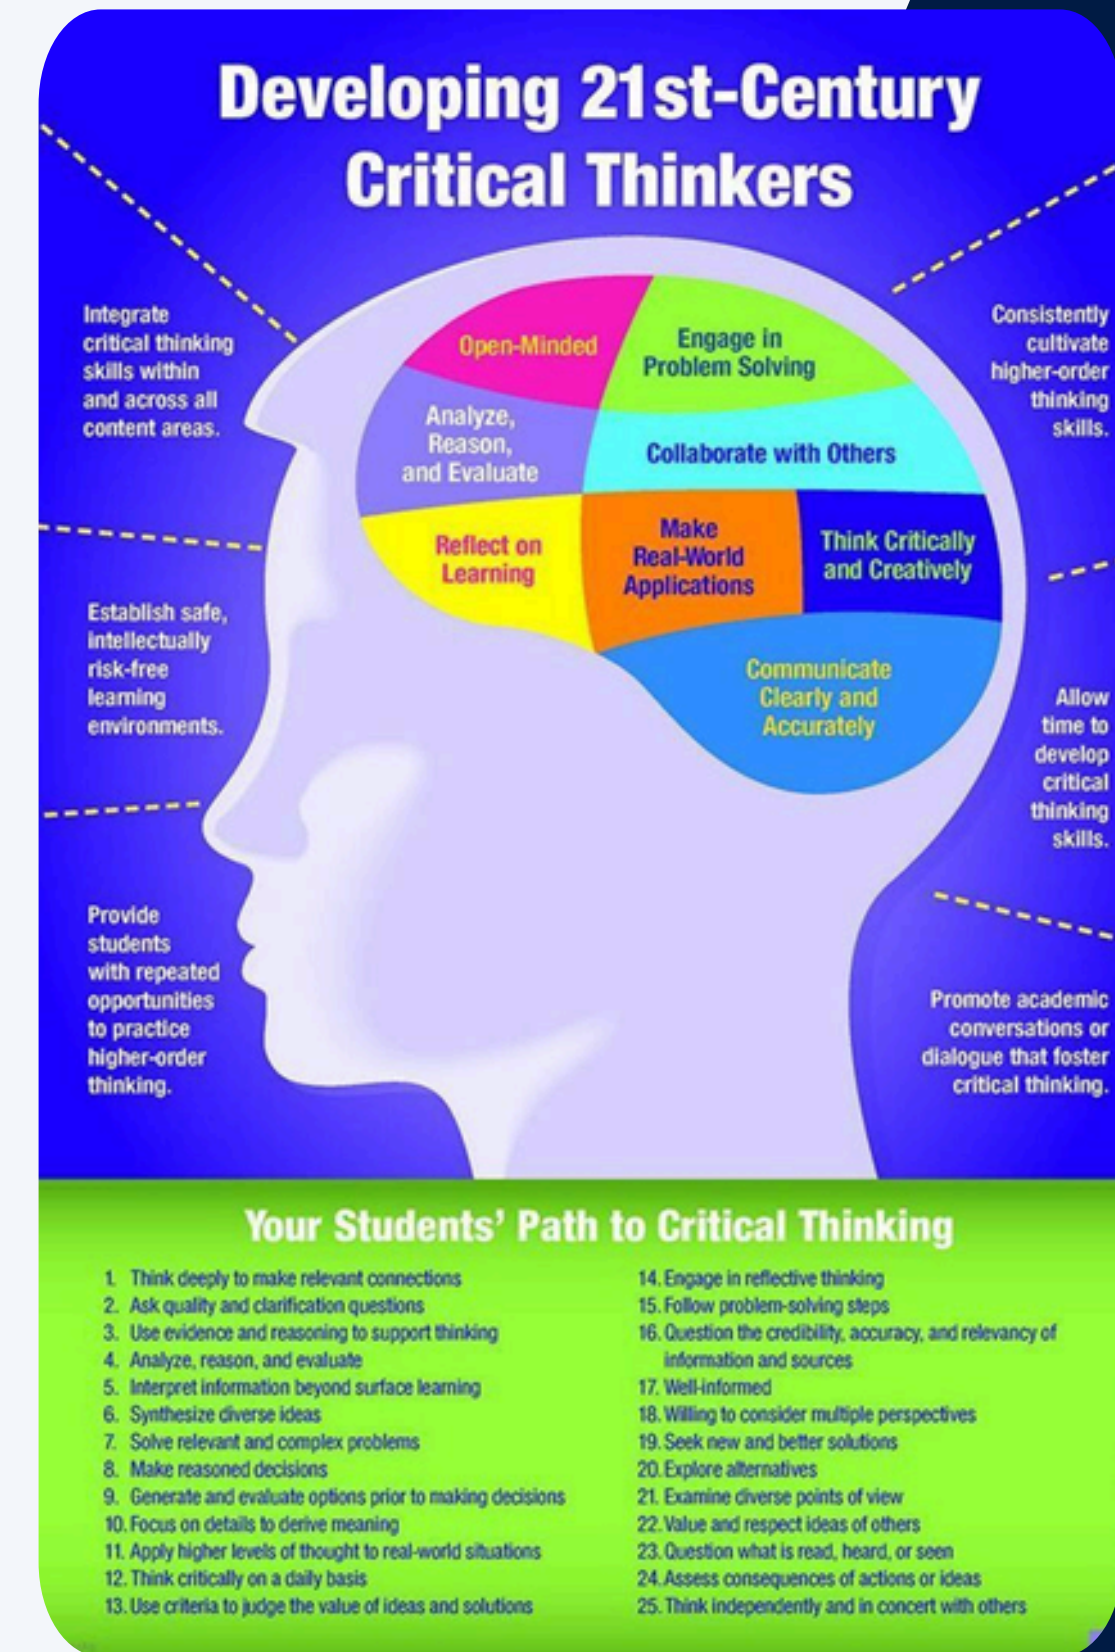 Developing 21st-Century
Critical Thinkers
Integrate
critical thinking
skills within
and across all
content areas.
Establish safe,
intellectually
risk-free
learning
environments.
Provide
students
with repeated
opportunities
to practice
higher-order
thinking.
Open-Minded
Engage in
Problem Solving
Analyze,
Reason,
and Evaluate
Collaborate with Others
Reflect on
Learning
Make
Real-World
Applications
Think Critically
and Creatively
Communicate
Clearly and
Accurately
Consistently
cultivate
higher-order
thinking
skills.
Allow
time to
develop
critical
thinking
skills.
Promote academic
conversations or
dialogue that foster
critical thinking.
Your Students' Path to Critical Thinking
1. Think deeply to make relevant connections
2. Ask quality and clarification questions
3. Use evidence and reasoning to support thinking
4. Analyze, reason, and evaluate
5. Interpret information beyond surface learning
6. Synthesize diverse ideas
7. Solve relevant and complex problems
8. Make reasoned decisions
9. Generate and evaluate options prior to making decisions
10. Focus on details to derive meaning
11. Apply higher levels of thought to real-world situations
12. Think critically on a daily basis
13. Use criteria to judge the value of ideas and solutions
14. Engage in reflective thinking
15. Follow problem-solving steps
16. Question the credibility, accuracy, and relevancy of
information and sources
17. Well-informed
18. Willing to consider multiple perspectives
19. Seek new and better solutions
20. Explore alternatives
21. Examine diverse points of view
22. Value and respect ideas of others
23. Question what is read, heard, or seen
24. Assess consequences of actions or ideas
25. Think independently and in concert with others